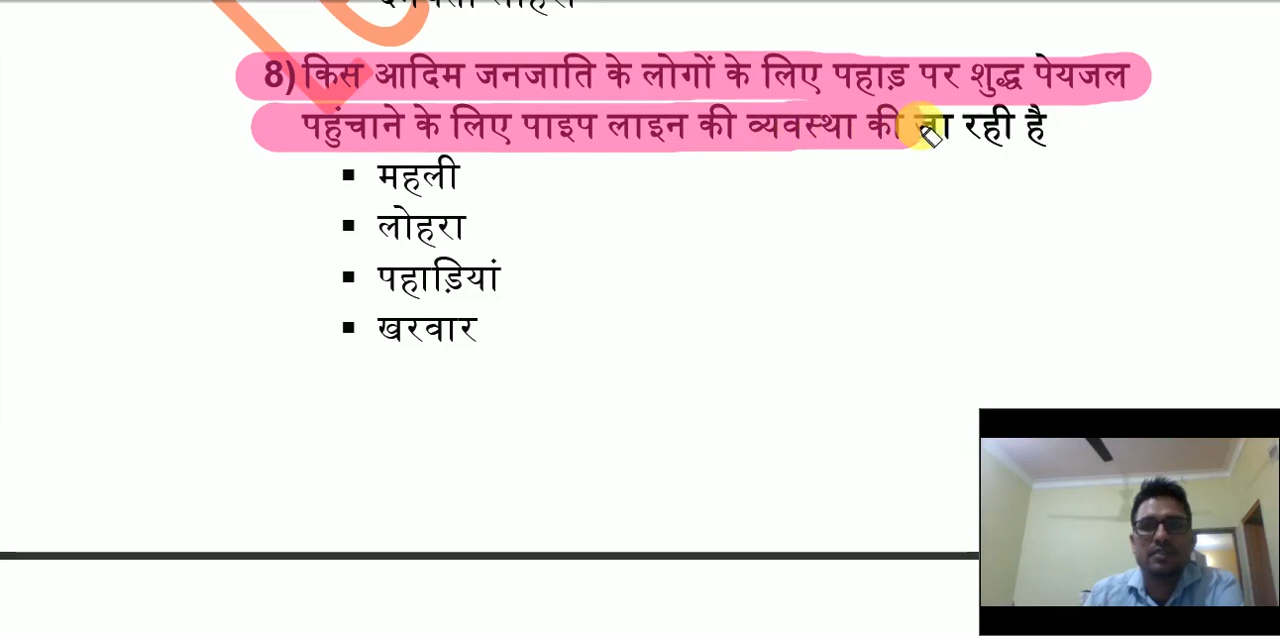 8) किस आदिम जनजाति के लोगों के लिए पहाड़ पर शुद्ध पेयजल
पहुंचाने के लिए पाइप लाइन की व्यवस्था की जा रही है
▪ महली
▪ लोहरा
▪ पहाड़ियां
▪ खरवार